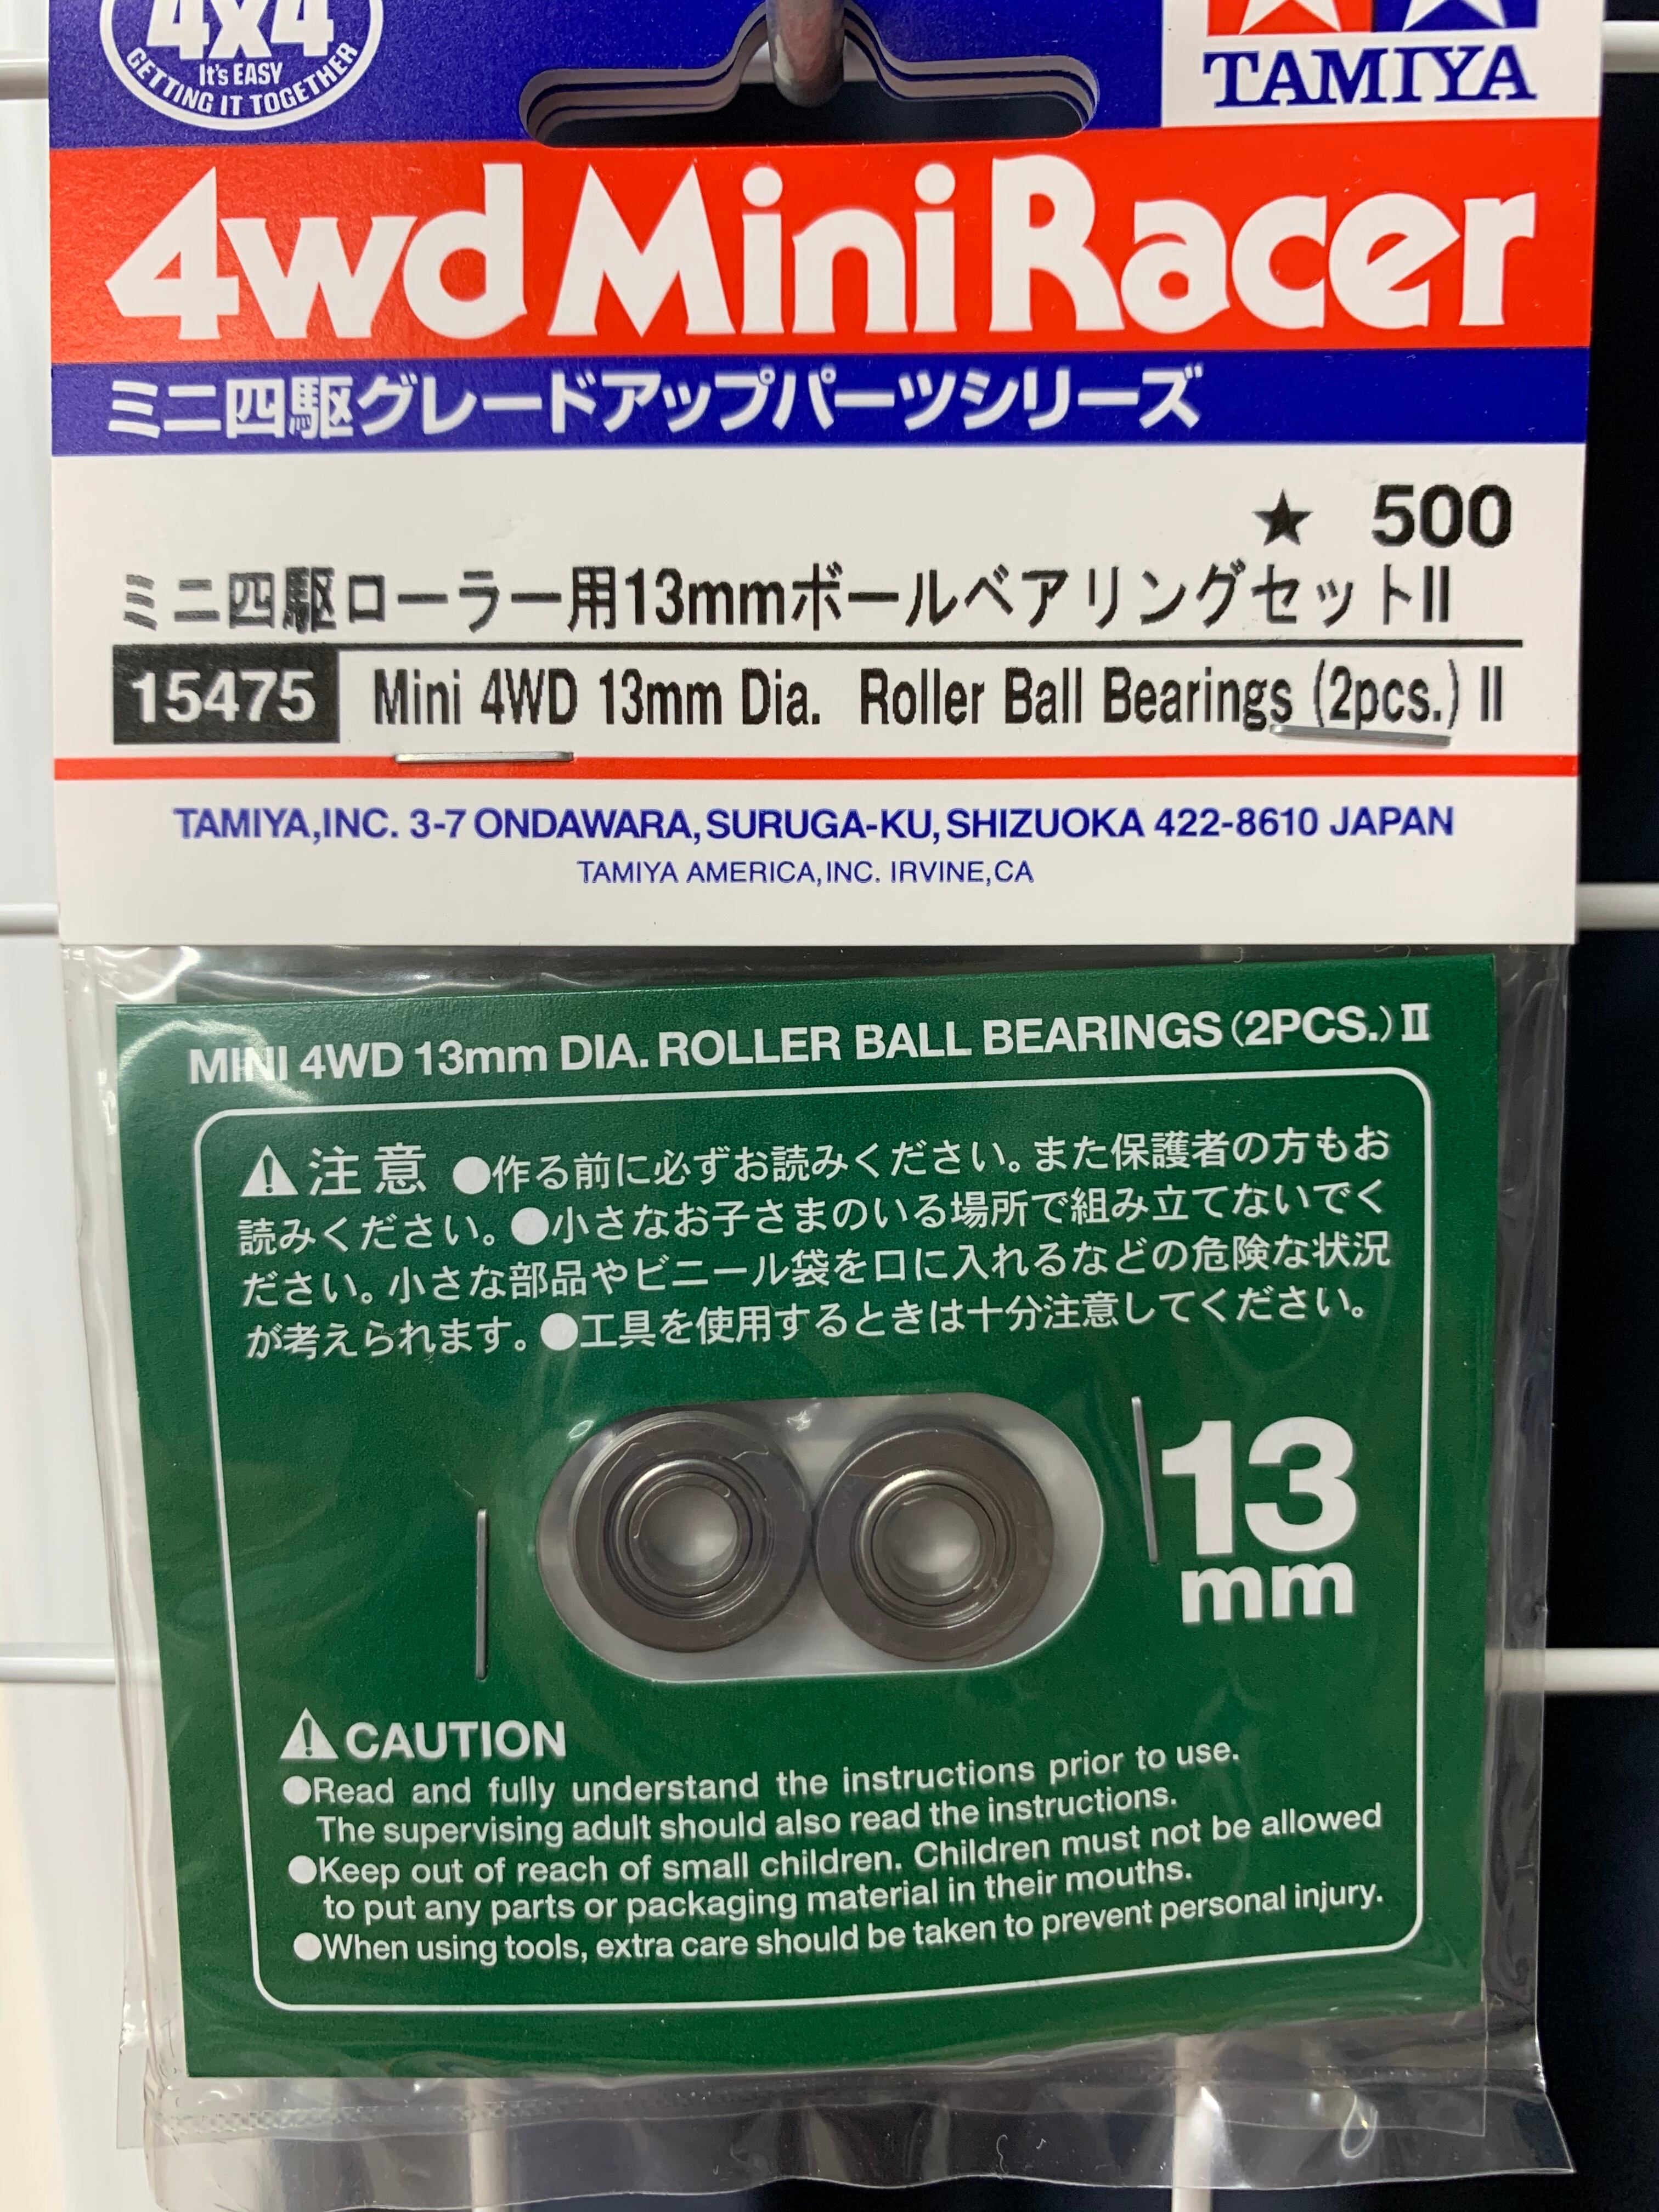 4X4
It's EASY
GETTING IT TOGETHER
TAMIYA
4wd Mini Racer
ミニ四駆グレードアップパーツシリーズ
★ 500
ミニ四駆ローラー用13mmボールベアリングセットII
15475 Mini 4WD 13mm Dia. Roller Ball Bearings (2pcs.) II
TAMIYA,INC. 3-7 ONDAWARA, SURUGA-KU, SHIZUOKA 422-8610 JAPAN
TAMIYA AMERICA, INC. IRVINE, CA
MINI 4WD 13mm DIA. ROLLER BALL BEARINGS (2PCS.) II
⚠注意 ●作る前に必ずお読みください。また保護者の方もお
読みください。●小さなお子さまのいる場所で組み立てないでく
ださい。小さな部品やビニール袋を口に入れるなどの危険な状況
が考えられます。●工具を使用するときは十分注意してください。
13
mm
⚠CAUTION
●Read and fully understand the instructions prior to use.
The supervising adult should also read the instructions.
●Keep out of reach of small children. Children must not be allowed
to put any parts or packaging material in their mouths.
●When using tools, extra care should be taken to prevent personal injury.